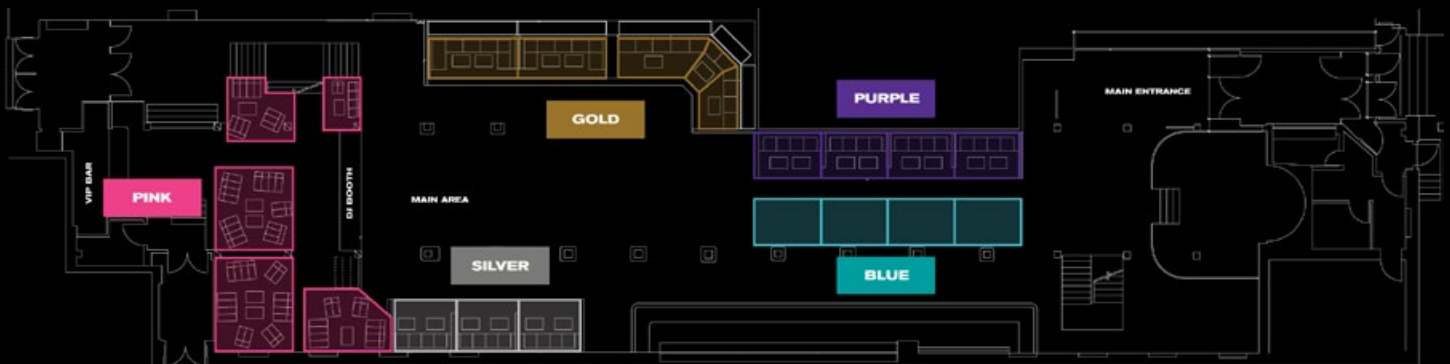 MAIN ENTRANCE
PURPLE
GOLD
VIP BAR
PINK
DJ BOOTH
MAIN AREA
SILVER
BLUE